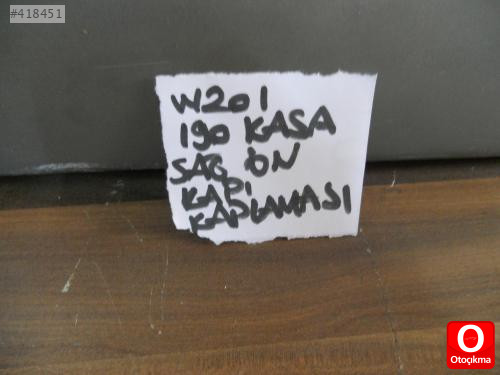 #418451
W201
190 KASA
SAĞ ÖN
KAPI
KAPLAMASI
O
Otoçıkma